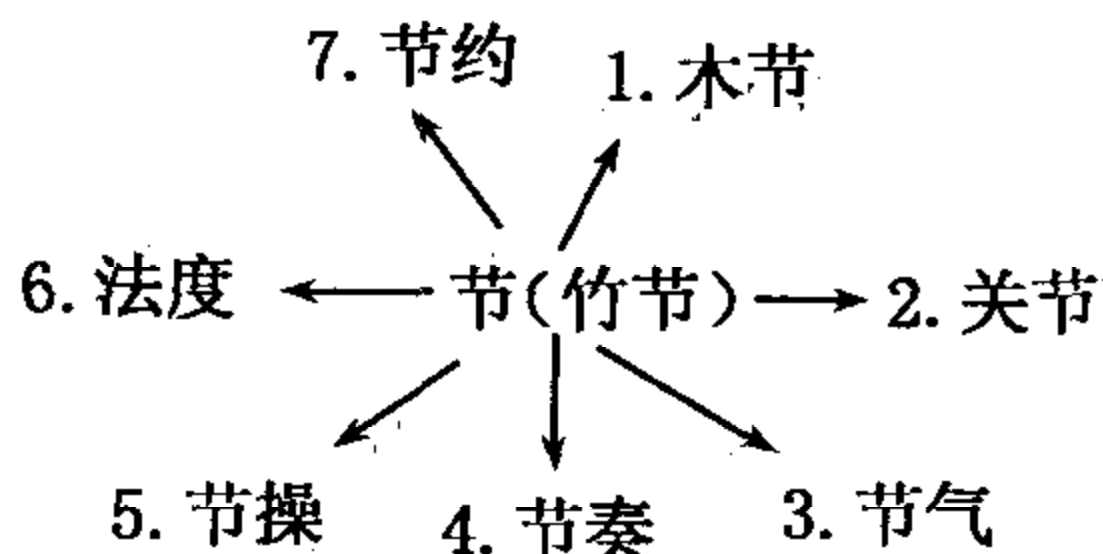 7. 节约
1. 木节
6. 法度
节(竹节)
2. 关节
5. 节操
4. 节奏
3. 节气